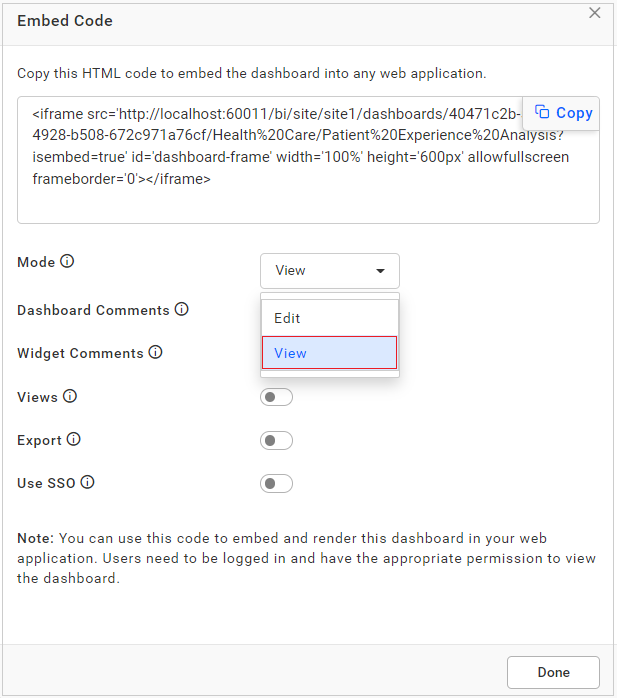 Embed Code
Copy this HTML code to embed the dashboard into any web application.
<iframe src='http://localhost:60011/bi/site/site1/dashboards/40471c2b-
Copy
4928-b508-672c971a76cf/Health%20Care/Patient%20Experience%20Analysis?
isembed=true' id='dashboard-frame' width='100%' height='600px' allowfullscreen
frameborder='0'></iframe>
Mode
View
Dashboard Comments
Edit
Widget Comments
View
Views
Export
Use SSO
Note: You can use this code to embed and render this dashboard in your web
application. Users need to be logged in and have the appropriate permission to view
the dashboard.
Done